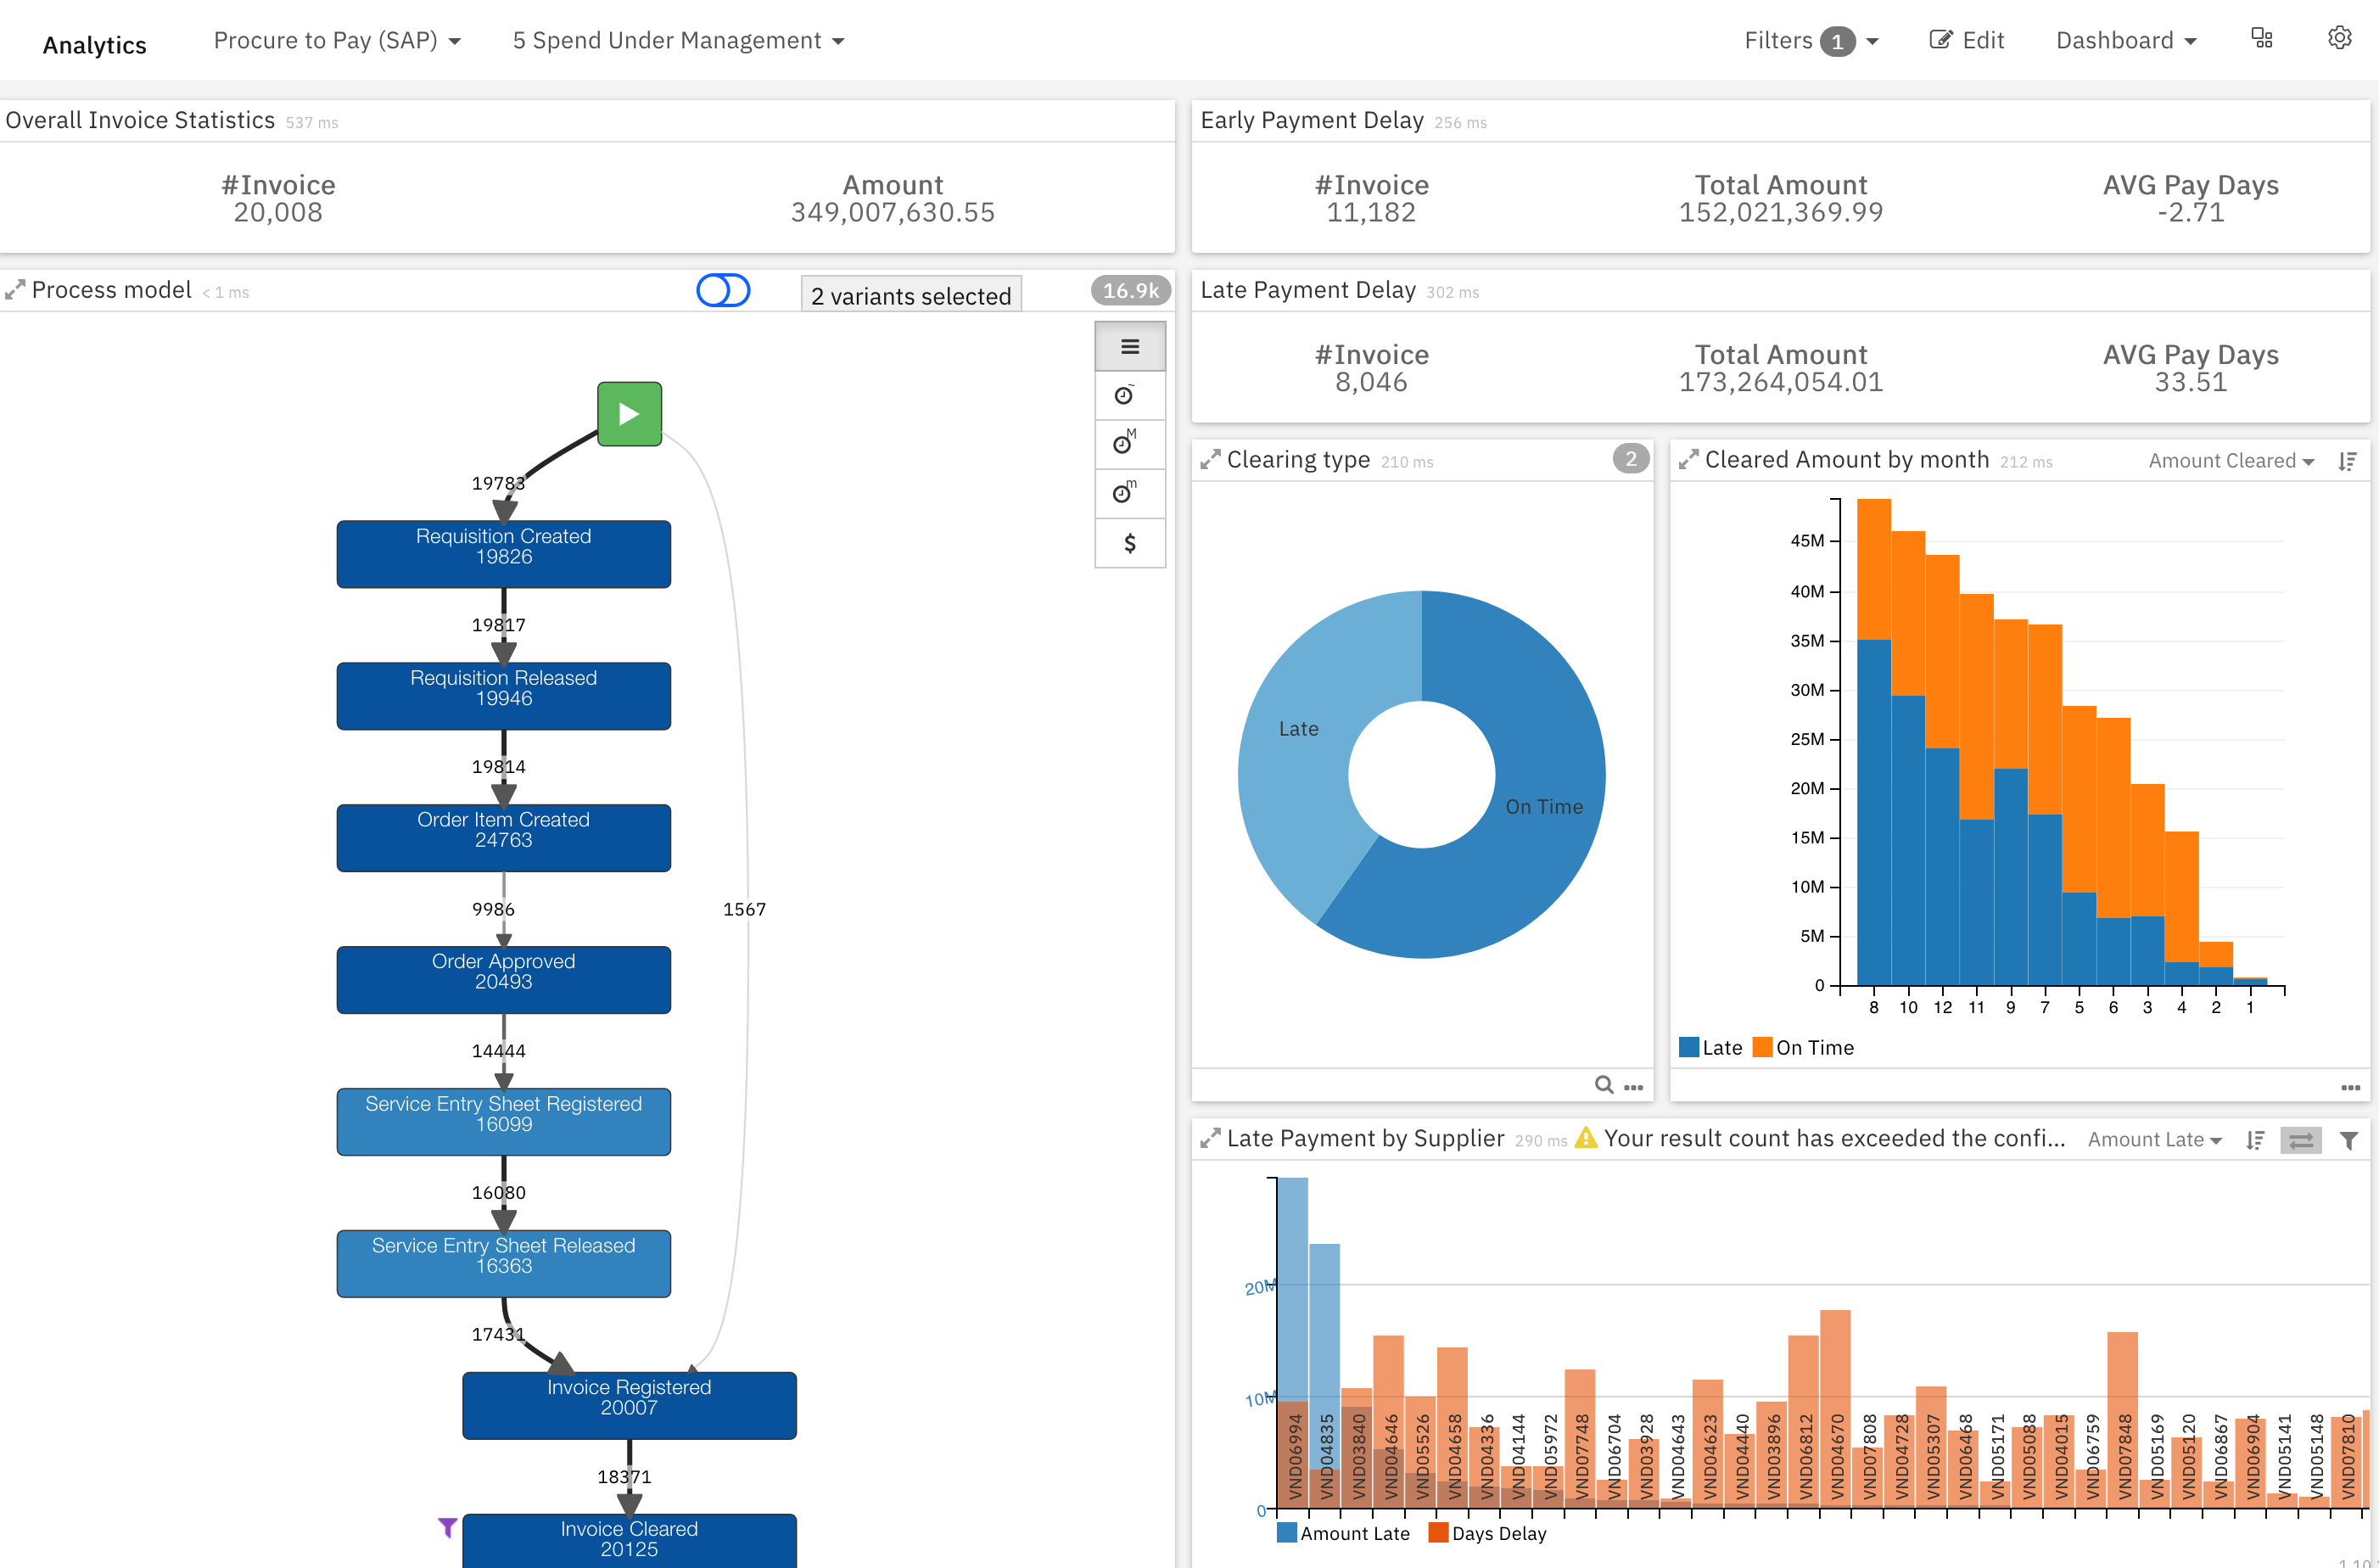 Analytics
Procure to Pay (SAP)
5 Spend Under Management
Filters 1
Edit
Dashboard
Overall Invoice Statistics 537 ms
#Invoice
20,008
Amount
349,007,630.55
Early Payment Delay 256 ms
#Invoice
11,182
Total Amount
152,021,369.99
AVG Pay Days
-2.71
Process model < 1 ms
2 variants selected
16.9k
~
M
m
$
19783
Requisition Created
19826
19817
Requisition Released
19946
19814
Order Item Created
24763
9986
1567
Order Approved
20493
14444
Service Entry Sheet Registered
16099
16080
Service Entry Sheet Released
16363
17431
Invoice Registered
20007
18371
Invoice Cleared
20125
Late Payment Delay 302 ms
#Invoice
8,046
Total Amount
173,264,054.01
AVG Pay Days
33.51
Clearing type 210 ms
2
Late
On Time
Cleared Amount by month 212 ms
Amount Cleared
45M
40M
35M
30M
25M
20M
15M
10M
5M
0
8 10 12 11 9 7 5 6 3 4 2 1
Late On Time
Late Payment by Supplier 290 ms Your result count has exceeded the confi...
Amount Late
20M
10M
0
VND06994
VND04835
VND03840
VND04646
VND05526
VND04658
VND04336
VND04144
VND05972
VND07748
VND06704
VND03928
VND04643
VND04623
VND04440
VND03896
VND06812
VND04670
VND07808
VND04728
VND05307
VND06468
VND05171
VND05088
VND04015
VND06759
VND07848
VND05169
VND05120
VND06867
VND06904
VND05141
VND05148
VND07810
Amount Late Days Delay